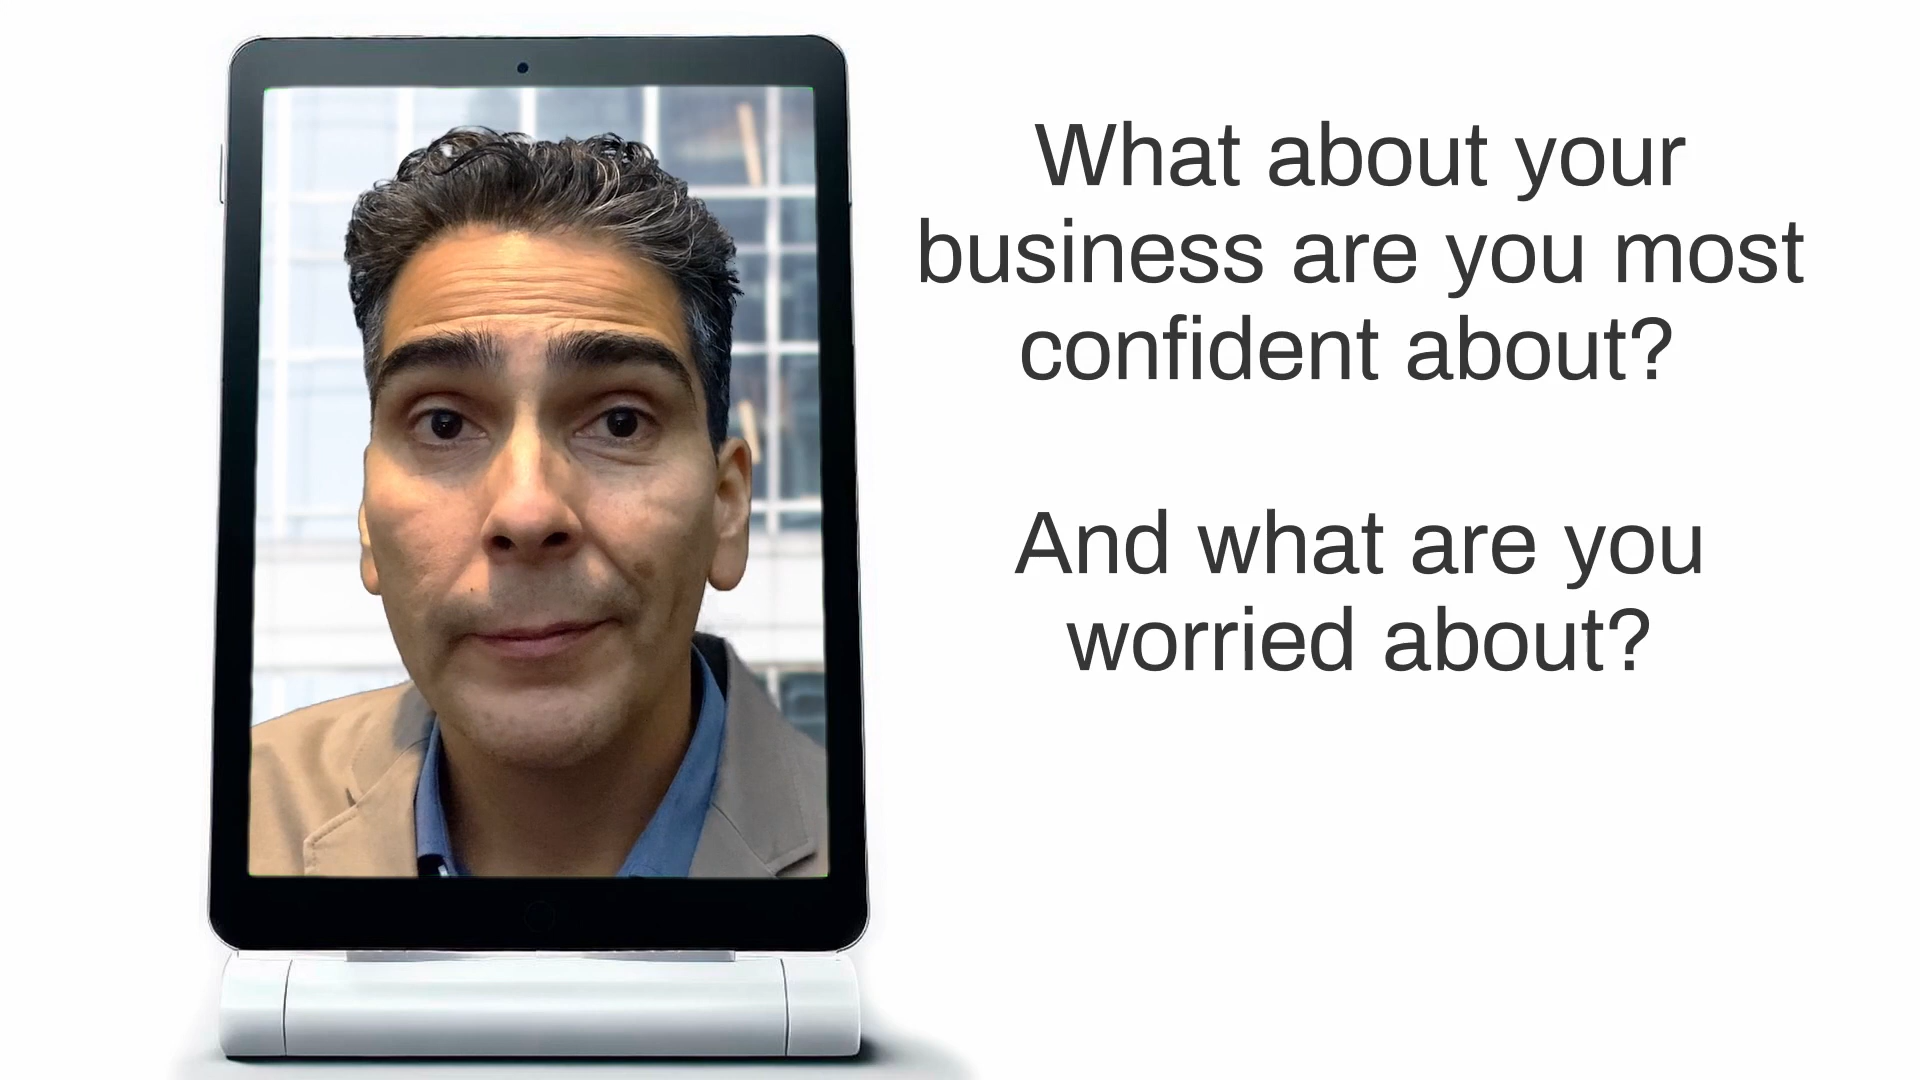 What about your
business are you most
confident about?
And what are you
worried about?